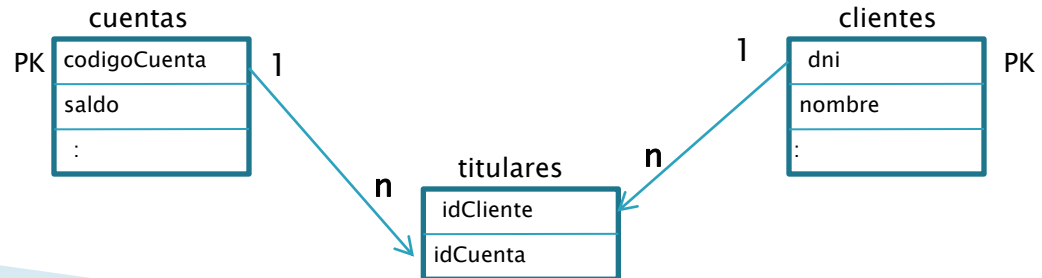 cuentas
clientes
PK
codigoCuenta
1
1
dni
PK
saldo
nombre
:
:
n
n
titulares
idCliente
idCuenta